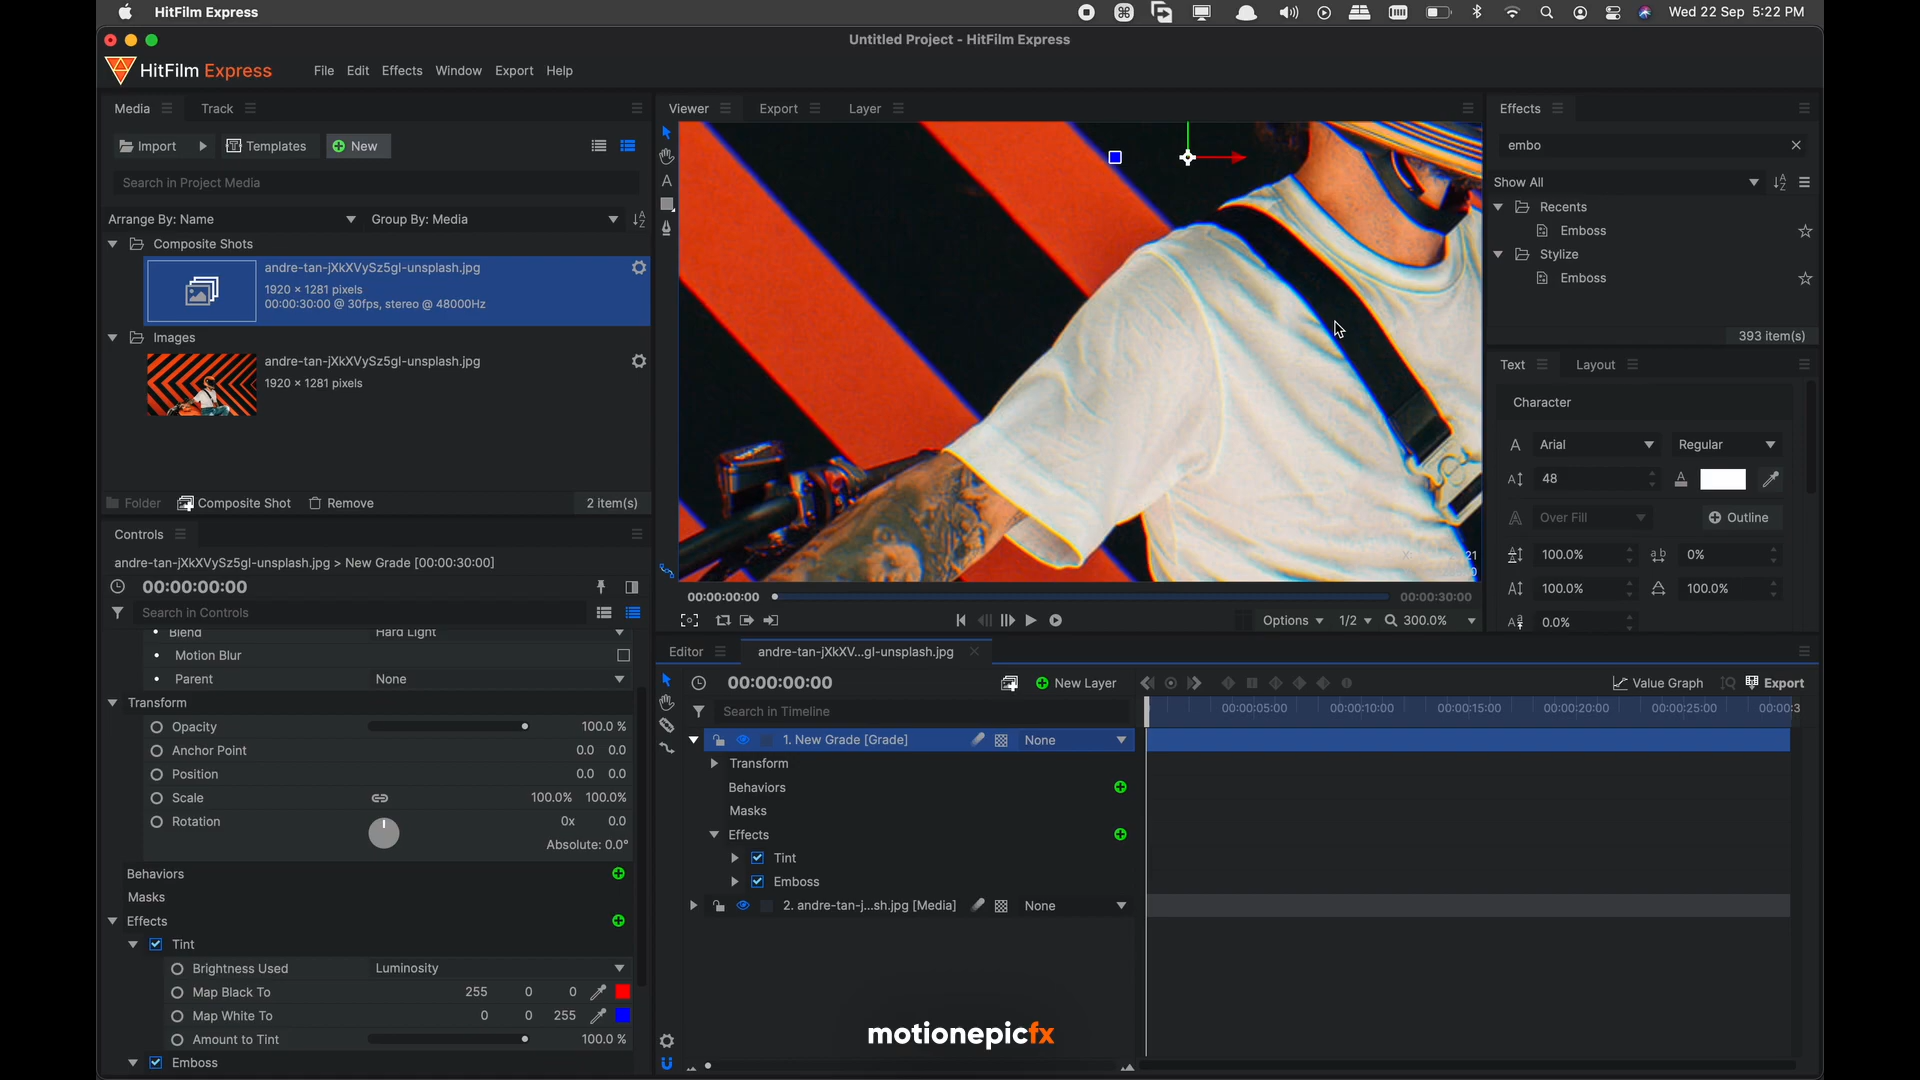 HitFilm Express
Wed 22 Sep 5:22 PM
Untitled Project - HitFilm Express
HitFilm Express
File Edit Effects Window Export Help
Media
Track
Import
Templates
New
Search in Project Media
Arrange By: Name
Group By: Media
Composite Shots
andre-tan-jXkXVySz5gI-unsplash.jpg
1920 × 1281 pixels
00:00:30:00 @ 30fps, stereo @ 48000Hz
Images
andre-tan-jXkXVySz5gI-unsplash.jpg
1920 × 1281 pixels
Folder
Composite Shot
Remove
2 item(s)
Viewer
Export
Layer
00:00:00:00
00:00:30:00
Options
1/2
300.0%
Effects
embo
Show All
Recents
Emboss
Stylize
Emboss
393 item(s)
Text
Layout
Character
Arial
Regular
48
Over Fill
Outline
100.0%
0%
100.0%
100.0%
0.0%
Controls
andre-tan-jXkXVySz5gI-unsplash.jpg > New Grade [00:00:30:00]
00:00:00:00
Search in Controls
Blend Hard Light
Motion Blur
Parent None
Transform
Opacity 100.0 %
Anchor Point 0.0 0.0
Position 0.0 0.0
Scale 100.0% 100.0%
Rotation 0x 0.0
Absolute: 0.0°
Behaviors
Masks
Effects
Tint
Brightness Used Luminosity
Map Black To 255 0 0
Map White To 0 0 255
Amount to Tint 100.0 %
Emboss
Editor
andre-tan-jXkXV...gI-unsplash.jpg
00:00:00:00
New Layer
Value Graph
Export
Search in Timeline
00:00:05:00 00:00:10:00 00:00:15:00 00:00:20:00 00:00:25:00 00:00:3
1. New Grade [Grade] None
Transform
Behaviors
Masks
Effects
Tint
Emboss
2. andre-tan-j...sh.jpg [Media] None
motionepicfx